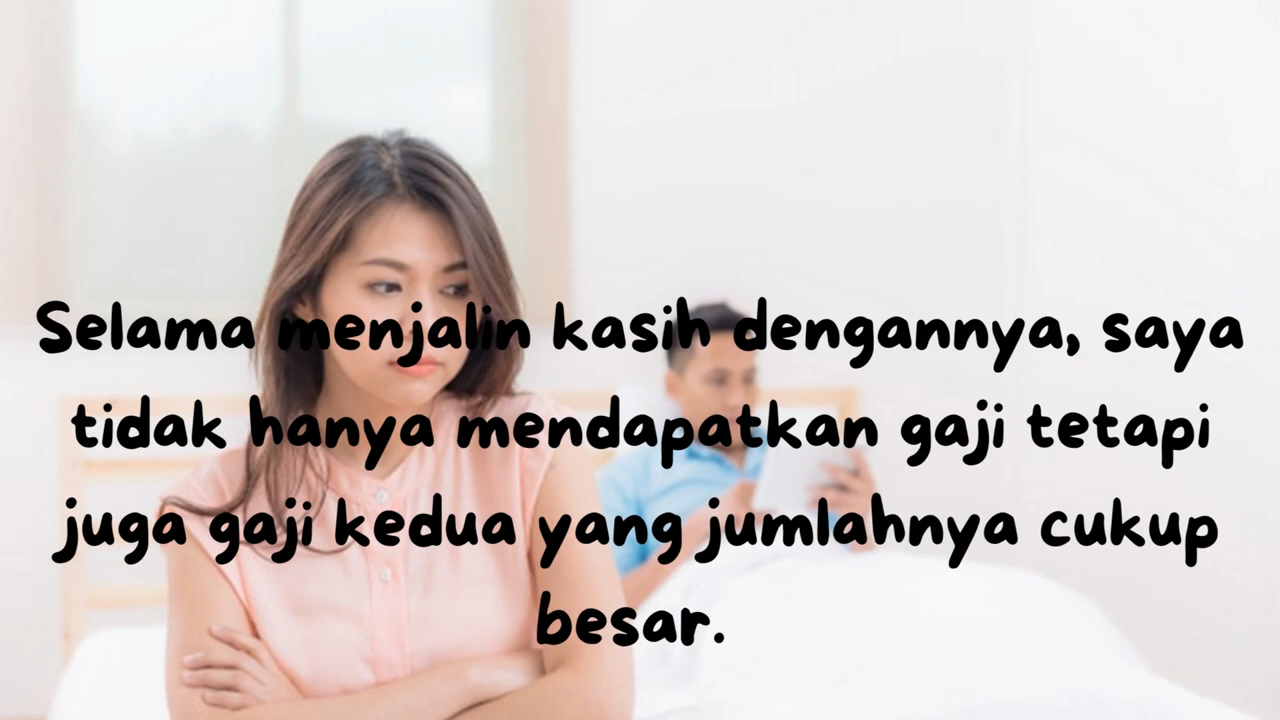 Selama menjalin kasih dengannya, saya
tidak hanya mendapatkan gaji tetapi
juga gaji kedua yang jumlahnya cukup
besar.